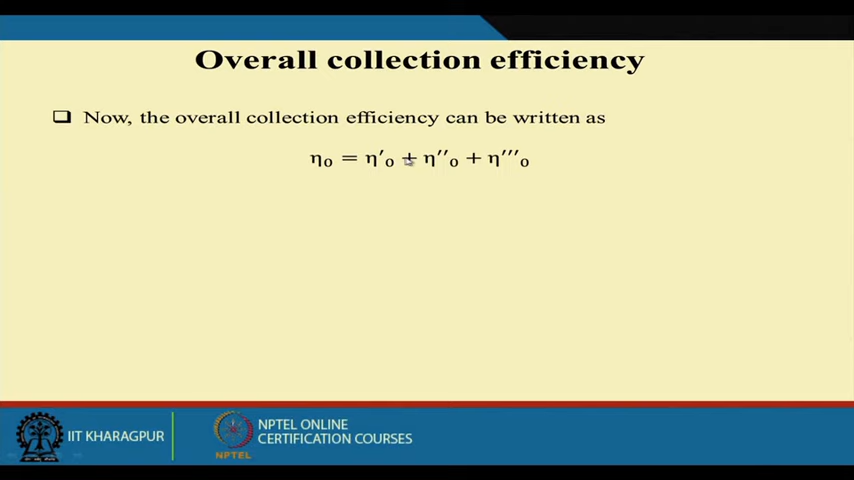 Overall collection efficiency
❑ Now, the overall collection efficiency can be written as
η₀ = η′₀ + η′′₀ + η′′′₀
IIT KHARAGPUR
NPTEL
NPTEL ONLINE
CERTIFICATION COURSES